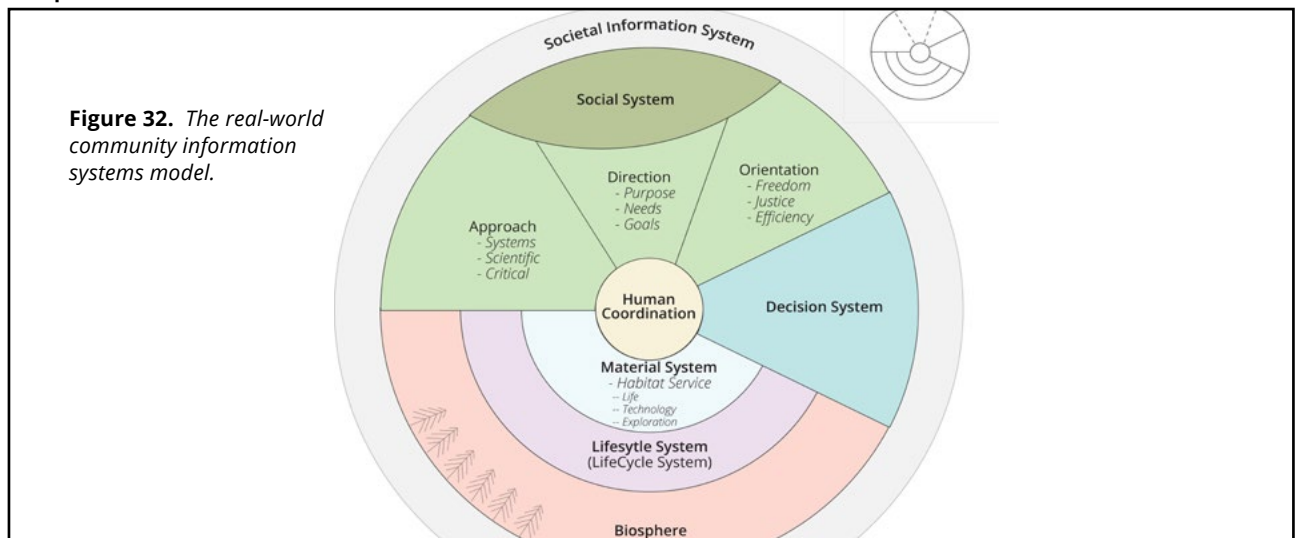 Figure 32. The real-world
community information
systems model.
Societal Information System
Social System
Direction
- Purpose
- Needs
- Goals
Orientation
- Freedom
- Justice
- Efficiency
Approach
- Systems
- Scientific
- Critical
Human
Coordination
Decision System
Material System
- Habitat Service
-- Life
-- Technology
-- Exploration
Lifesytle System
(LifeCycle System)
Biosphere